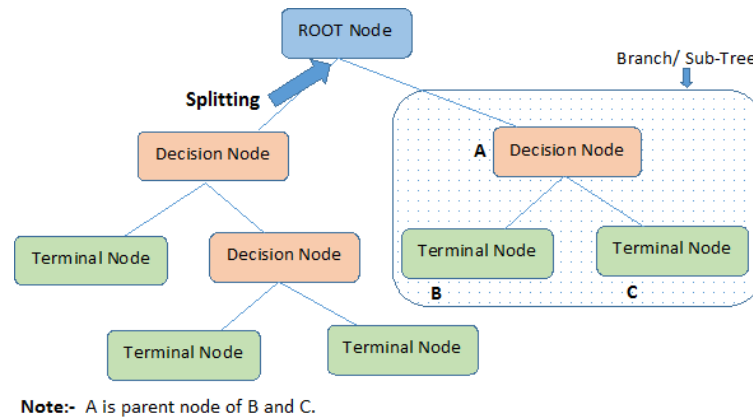 ROOT Node
Branch/ Sub-Tree
Splitting
Decision Node
A
Decision Node
Terminal Node
Decision Node
Terminal Node
Terminal Node
B
C
Terminal Node
Terminal Node
Note:- A is parent node of B and C.